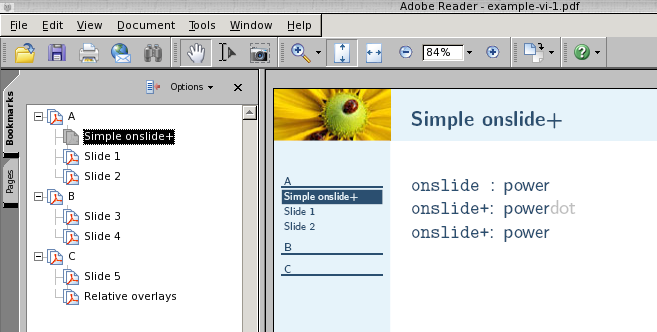 Adobe Reader - example-vi-1.pdf
File Edit View Document Tools Window Help
84%
Bookmarks
Pages
Options
A
Simple onslide+
Slide 1
Slide 2
B
Slide 3
Slide 4
C
Slide 5
Relative overlays
Simple onslide+
A
Simple onslide+
Slide 1
Slide 2
B
C
onslide : power
onslide+: powerdot
onslide+: power